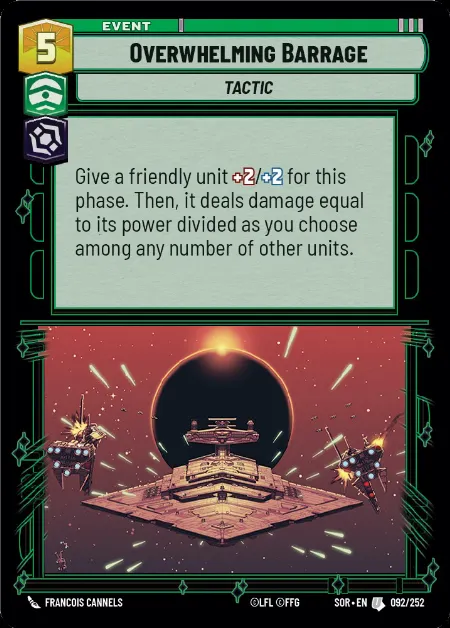 EVENT
5
OVERWHELMING BARRAGE
TACTIC
Give a friendly unit +2/+2 for this
phase. Then, it deals damage equal
to its power divided as you choose
among any number of other units.
FRANCOIS CANNELS
©LFL ©FFG
SOR•EN U 092/252